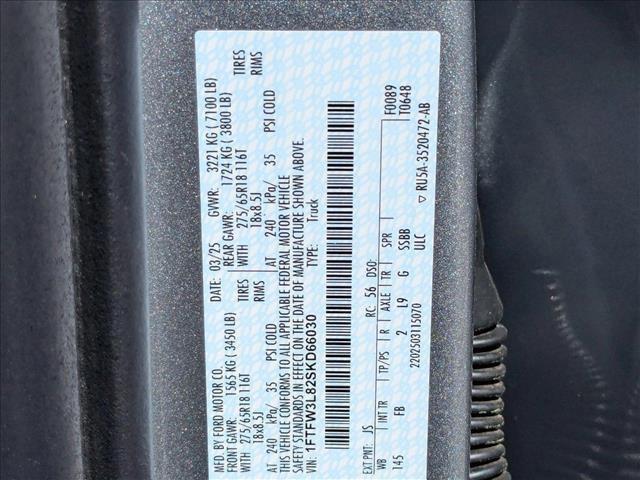 MFD. BY FORD MOTOR CO.
DATE: 03/25 GVWR: 3221 KG ( 7100 LB)
FRONT GAWR: 1565 KG ( 3450 LB) REAR GAWR: 1724 KG ( 3800 LB)
WITH 275/65R18 116T TIRES WITH 275/65R18 116T TIRES
18x8.5J RIMS 18x8.5J RIMS
AT 240 kPa/ 35 PSI COLD AT 240 kPa/ 35 PSI COLD
THIS VEHICLE CONFORMS TO ALL APPLICABLE FEDERAL MOTOR VEHICLE
SAFETY STANDARDS IN EFFECT ON THE DATE OF MANUFACTURE SHOWN ABOVE.
VIN: 1FTFW3L82SKD66030 TYPE: Truck
F0089
T0648
EXT PNT: JS RC: 56 DSO:
WB INT TR TP/PS R AXLE TR SPR
145 FB 2 L9 G SSBB
2202503115070 ULC
▽ RU5A-3520472-AB